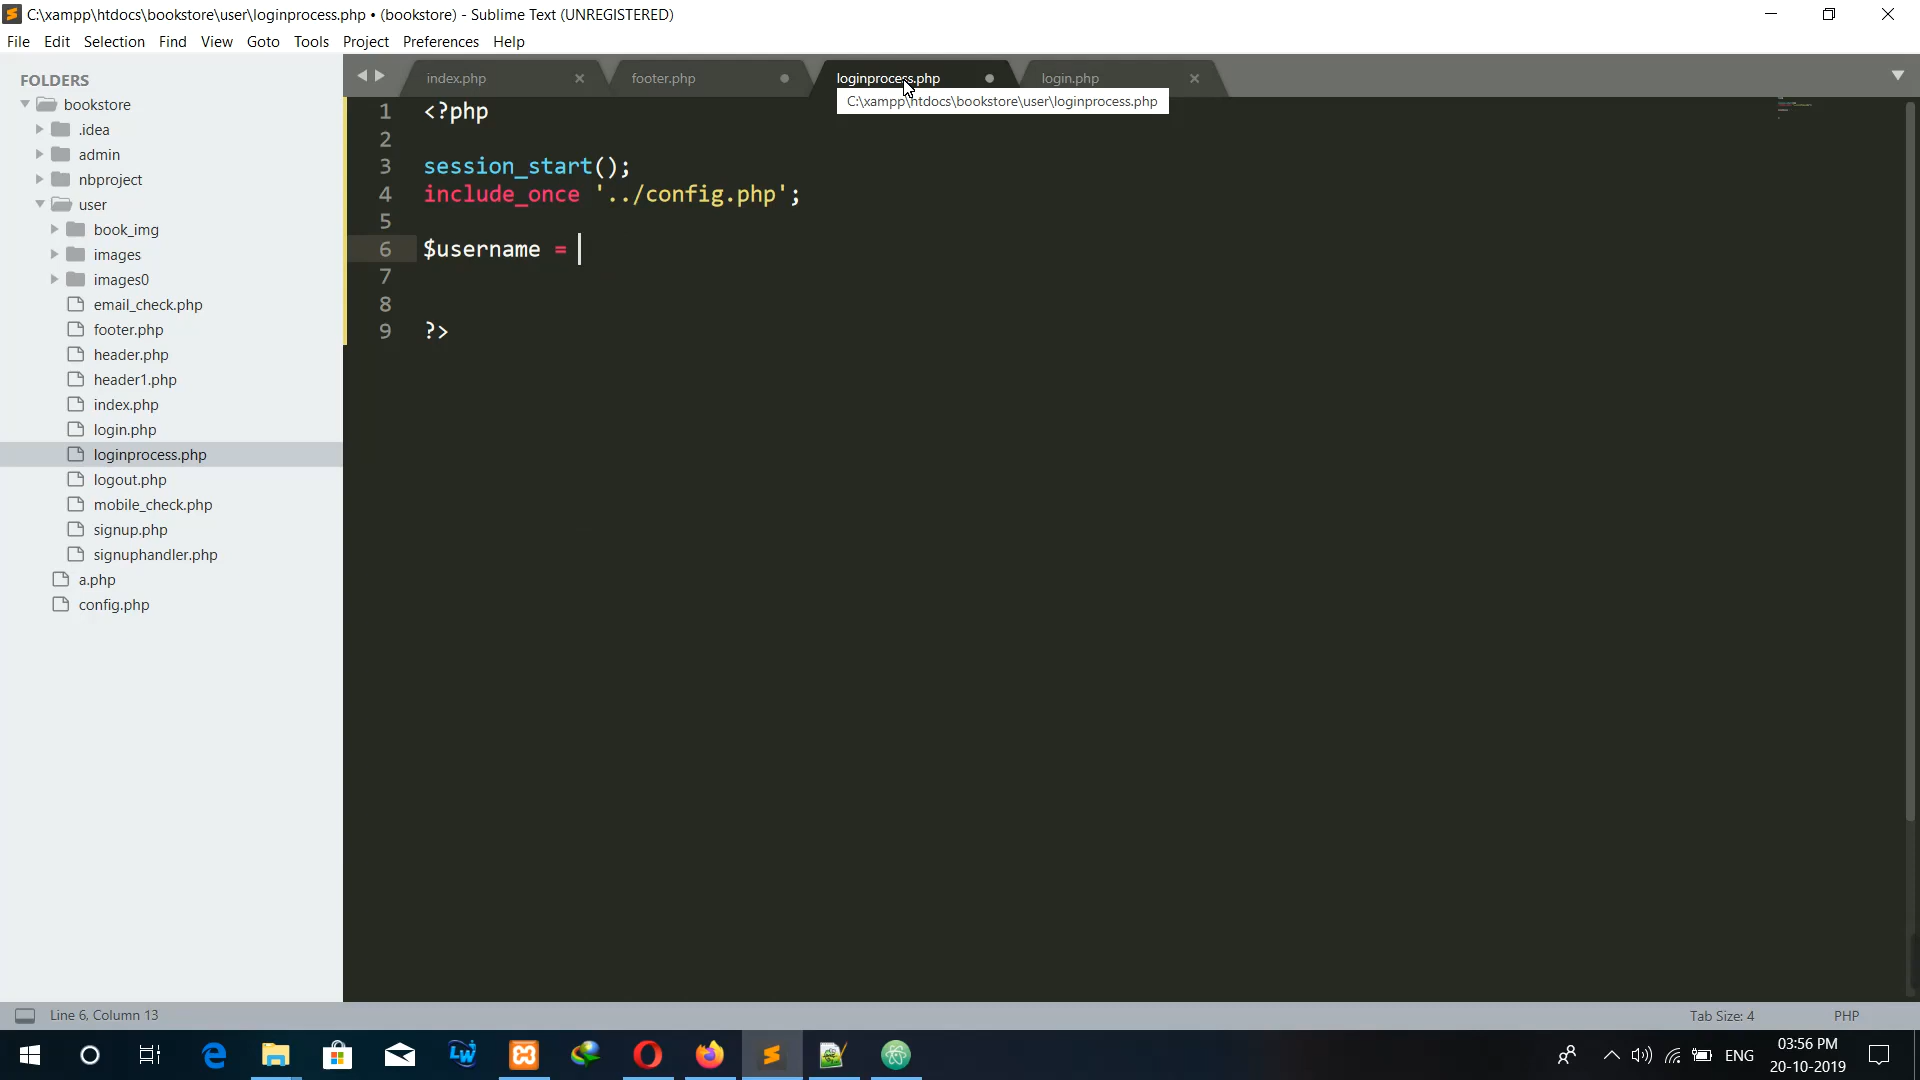 C:\xampp\htdocs\bookstore\user\loginprocess.php • (bookstore) - Sublime Text (UNREGISTERED)
File Edit Selection Find View Goto Tools Project Preferences Help
FOLDERS
bookstore
.idea
admin
nbproject
user
book_img
images
images0
email_check.php
footer.php
header.php
header1.php
index.php
login.php
loginprocess.php
logout.php
mobile_check.php
signup.php
signuphandler.php
a.php
config.php
index.php footer.php loginprocess.php login.php
C:\xampp\htdocs\bookstore\user\loginprocess.php
1 <?php
2
3 session_start();
4 include_once '../config.php';
5
6 $username =
7
8
9 ?>
Line 6, Column 13 Tab Size: 4 PHP
ENG 03:56 PM
20-10-2019